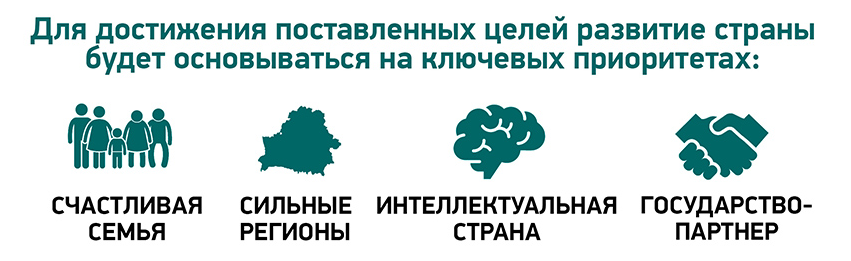 Для достижения поставленных целей развитие страны
будет основываться на ключевых приоритетах:
СЧАСТЛИВАЯ
СЕМЬЯ
СИЛЬНЫЕ
РЕГИОНЫ
ИНТЕЛЛЕКТУАЛЬНАЯ
СТРАНА
ГОСУДАРСТВО-
ПАРТНЕР